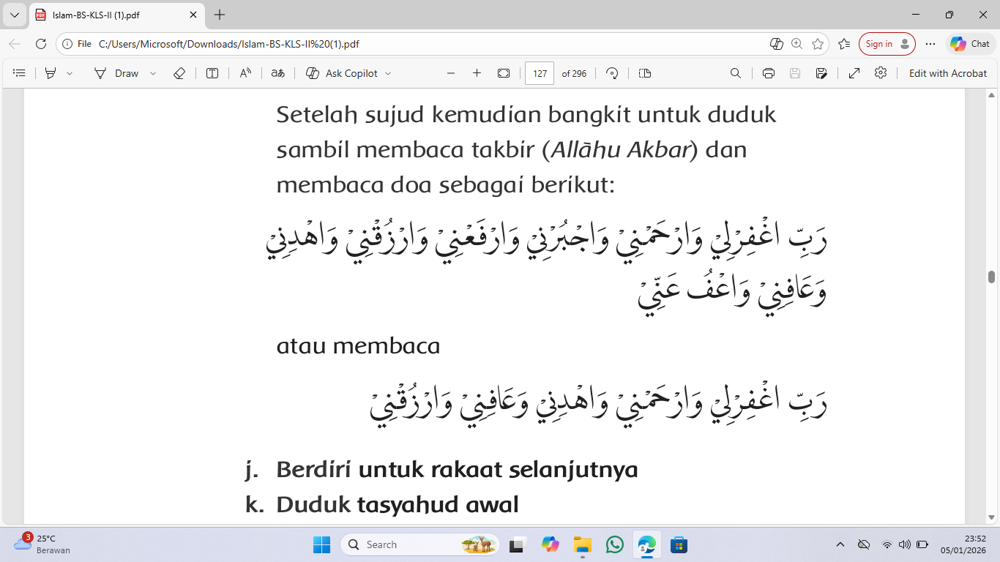 Islam-BS-KLS-II (1).pdf
File C:/Users/Microsoft/Downloads/Islam-BS-KLS-II%20(1).pdf
Sign in
Chat
Draw
Ask Copilot
127 of 296
Edit with Acrobat
Setelah sujud kemudian bangkit untuk duduk
sambil membaca takbir (Allāhu Akbar) dan
membaca doa sebagai berikut:
رَبِّ اغْفِرْلِيْ وَارْحَمْنِيْ وَاجْبُرْنِيْ وَارْفَعْنِيْ وَارْزُقْنِيْ وَاهْدِنِيْ
وَعَافِنِيْ وَاعْفُ عَنِّيْ
atau membaca
رَبِّ اغْفِرْلِيْ وَارْحَمْنِيْ وَاهْدِنِيْ وَعَافِنِيْ وَارْزُقْنِيْ
j. Berdiri untuk rakaat selanjutnya
k. Duduk tasyahud awal
3
25°C
Berawan
Search
23:52
05/01/2026